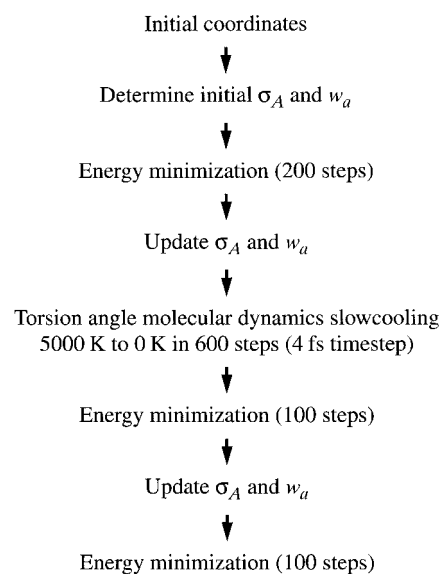 Initial coordinates
Determine initial σA and wa
Energy minimization (200 steps)
Update σA and wa
Torsion angle molecular dynamics slowcooling
5000 K to 0 K in 600 steps (4 fs timestep)
Energy minimization (100 steps)
Update σA and wa
Energy minimization (100 steps)